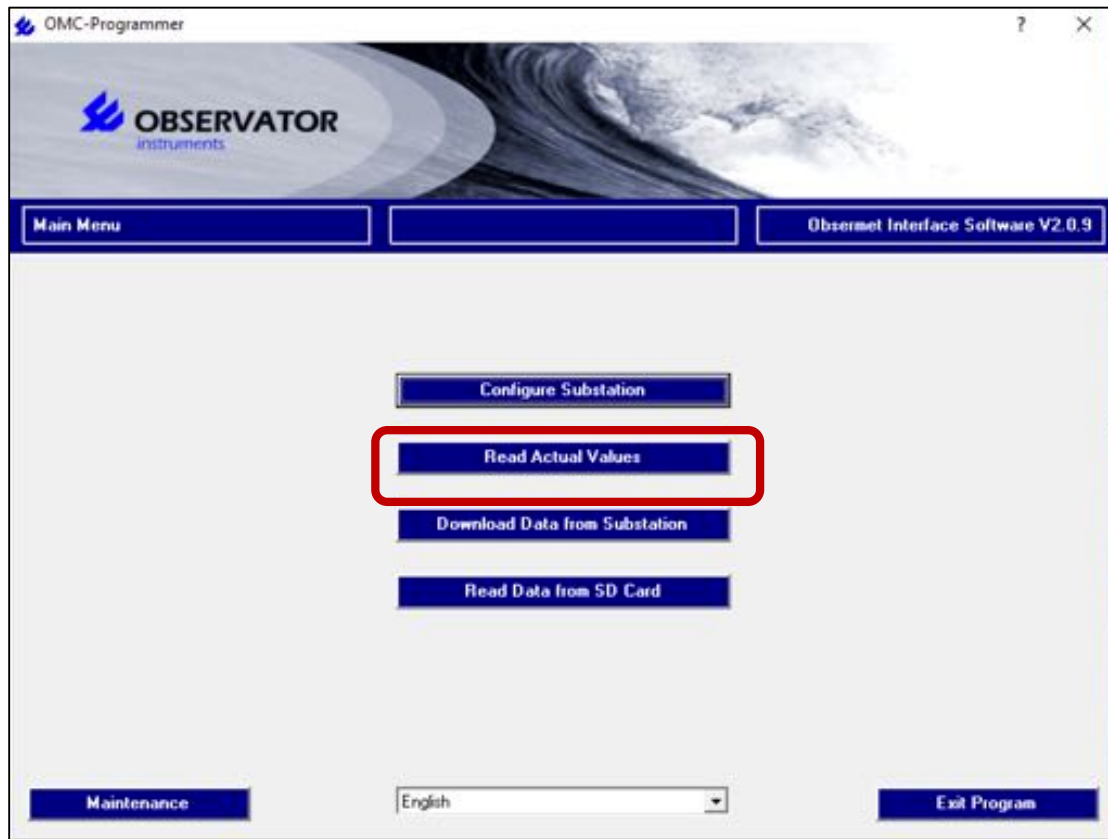 OMC-Programmer ? ×
OBSERVATOR
instruments
Main Menu
Obsermet Interface Software V2.0.9
Configure Substation
Read Actual Values
Download Data from Substation
Read Data from SD Card
Maintenance
English
Exit Program